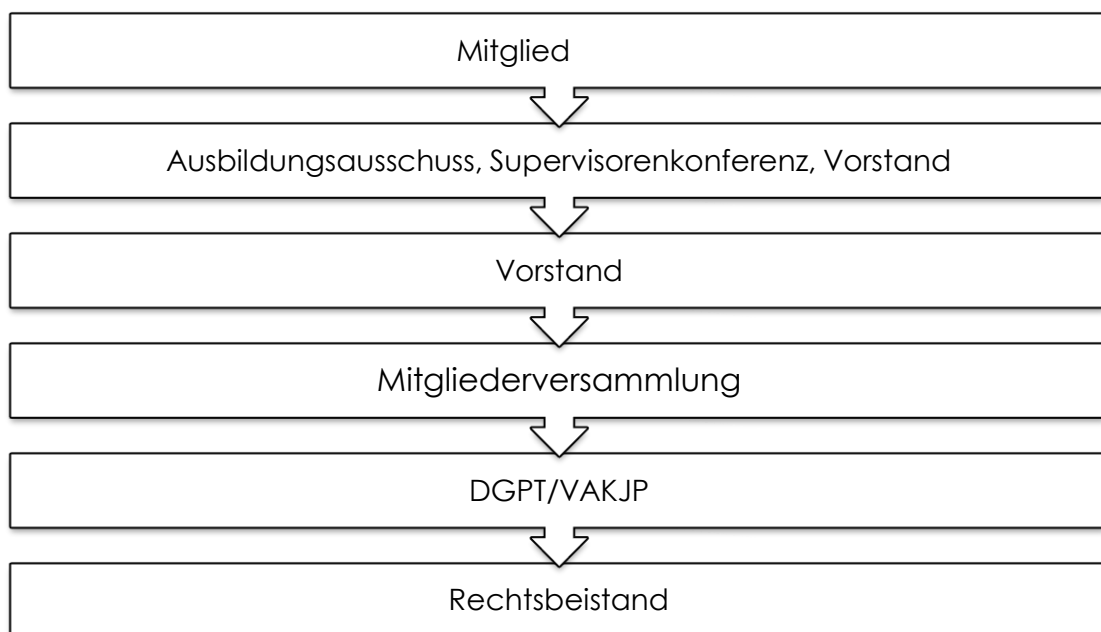 Mitglied
Ausbildungsausschuss, Supervisorenkonferenz, Vorstand
Vorstand
Mitgliederversammlung
DGPT/VAKJP
Rechtsbeistand